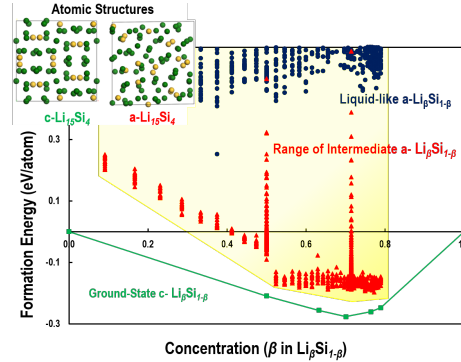 Atomic Structures
c-Li15Si4
a-Li15Si4
Liquid-like a-LiβSi1-β
Range of Intermediate a- LiβSi1-β
Ground-State c- LiβSi1-β
0.3
0.1
-0.1
-0.3
0
0.2
0.4
0.6
0.8
1
Formation Energy (eV/atom)
Concentration (β in LiβSi1-β)